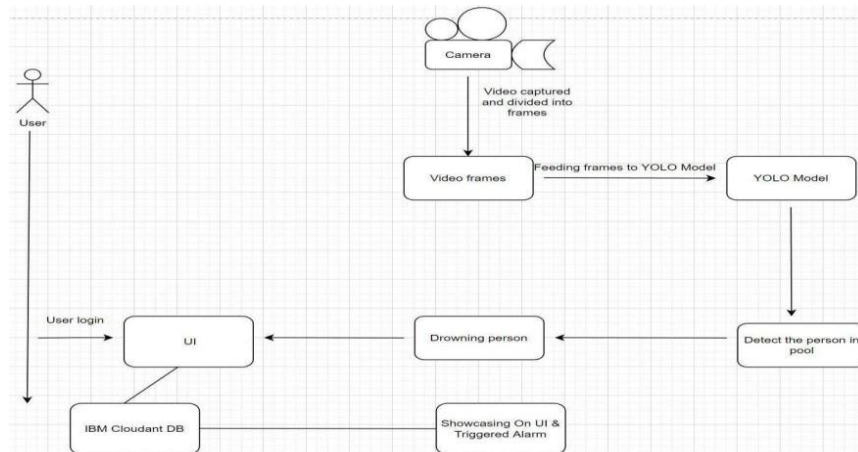 Camera
Video captured
and divided into
frames
User
Video frames
Feeding frames to YOLO Model
YOLO Model
User login
UI
Drowning person
Detect the person in
pool
IBM Cloudant DB
Showcasing On UI &
Triggered Alarm